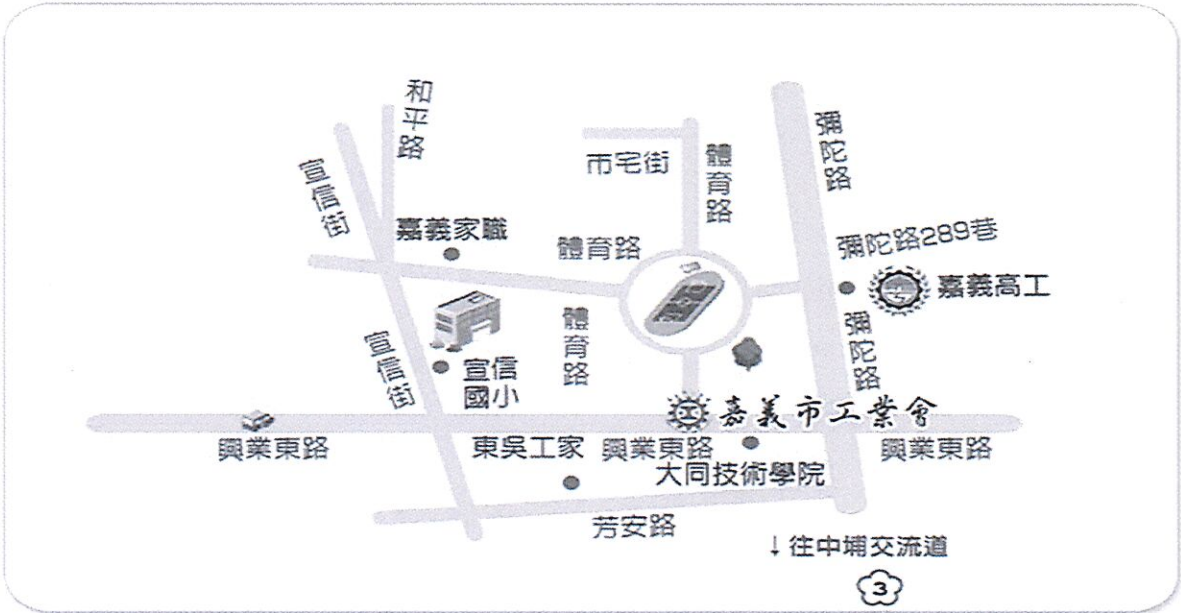 和平路
宣信街
市宅街
體育路
彌陀路
嘉義家職
體育路
彌陀路289巷
嘉義高工
體育路
彌陀路
宣信街
宣信
國小
嘉義市工業會
興業東路
東吳工家
興業東路
興業東路
大同技術學院
芳安路
↓往中埔交流道
3